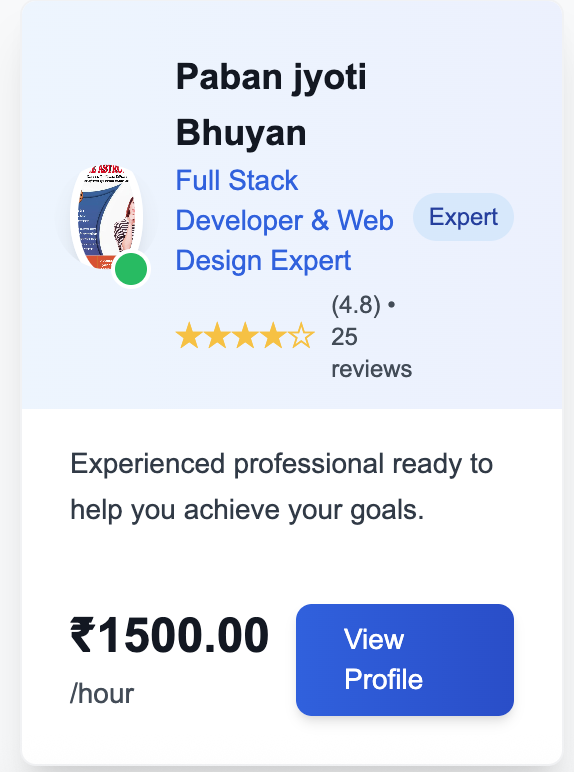 Paban jyoti
Bhuyan
Full Stack
Developer & Web
Design Expert
Expert
★★★★☆
(4.8) •
25
reviews
Experienced professional ready to
help you achieve your goals.
₹1500.00
/hour
View
Profile